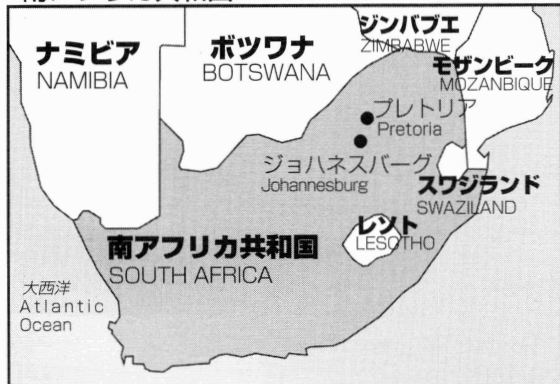 ジンバブエ
ZIMBABWE
ナミビア
NAMIBIA
ボツワナ
BOTSWANA
モザンビーク
MOZANBIQUE
プレトリア
Pretoria
ジョハネスバーグ
Johannesburg
スワジランド
SWAZILAND
レソト
LESOTHO
南アフリカ共和国
SOUTH AFRICA
大西洋
Atlantic
Ocean